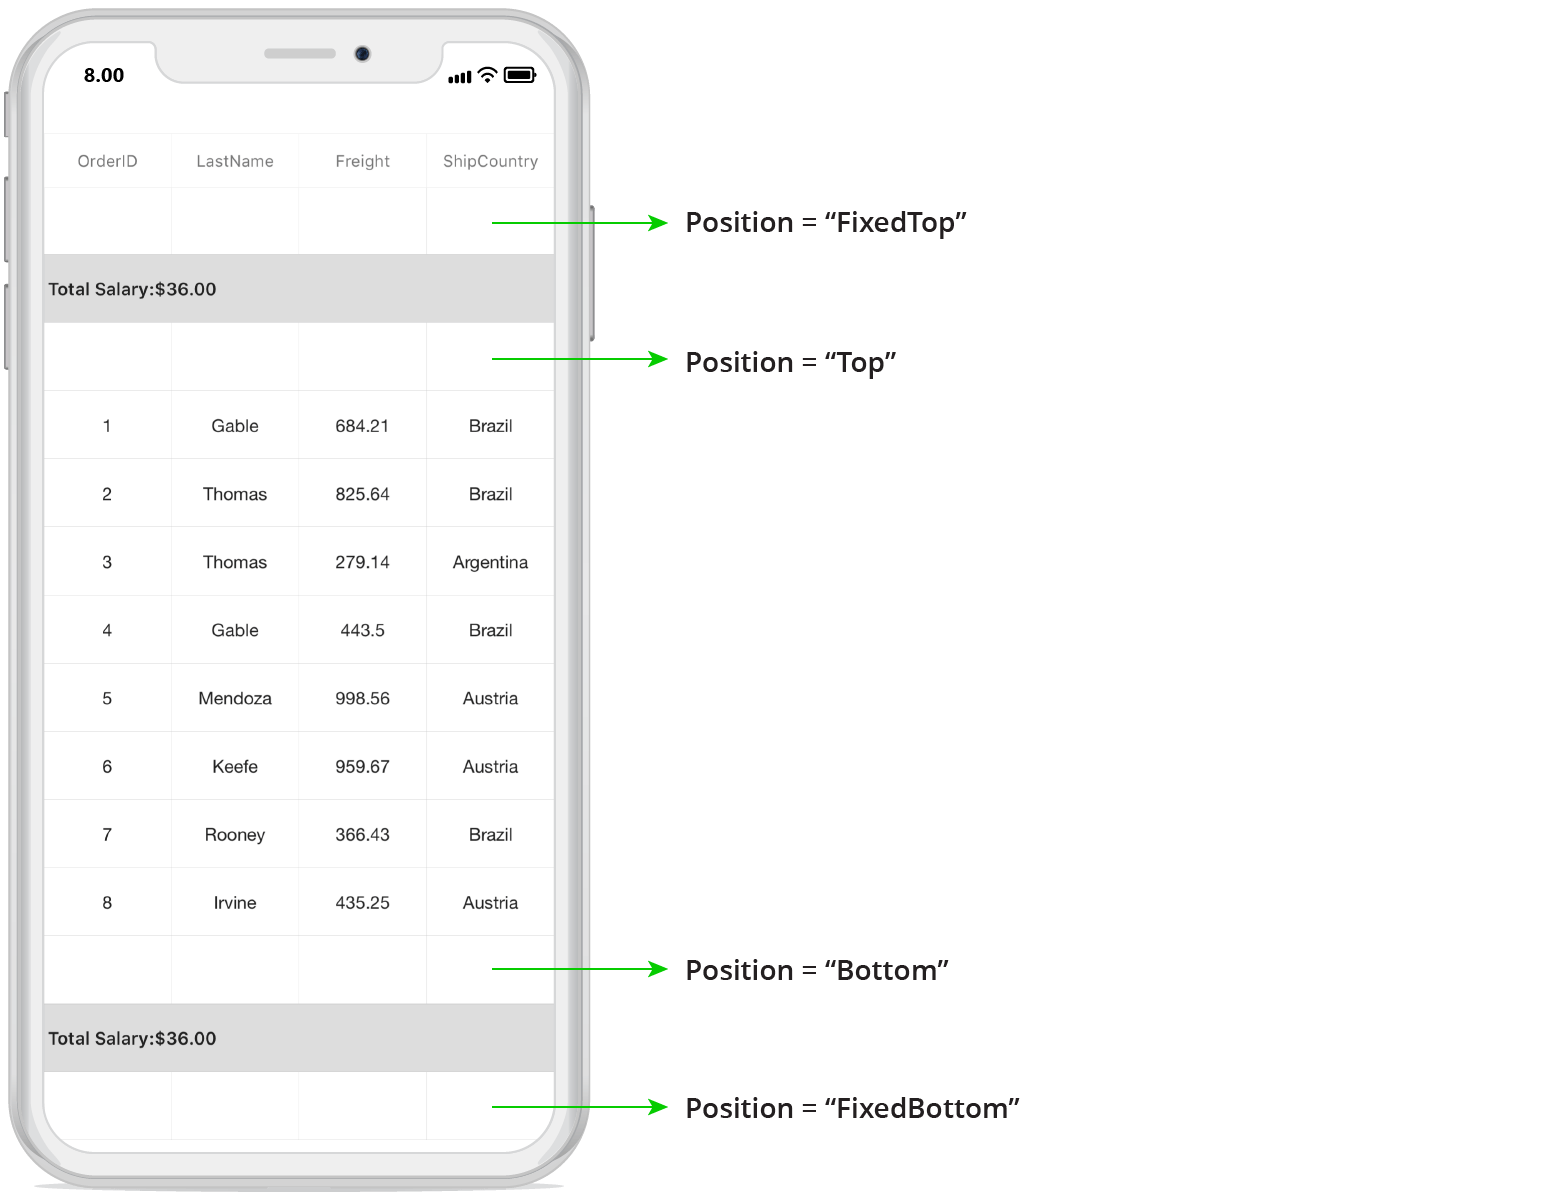 8.00
OrderID LastName Freight ShipCountry
Position = “FixedTop”
Total Salary:$36.00
Position = “Top”
1 Gable 684.21 Brazil
2 Thomas 825.64 Brazil
3 Thomas 279.14 Argentina
4 Gable 443.5 Brazil
5 Mendoza 998.56 Austria
6 Keefe 959.67 Austria
7 Rooney 366.43 Brazil
8 Irvine 435.25 Austria
Position = “Bottom”
Total Salary:$36.00
Position = “FixedBottom”